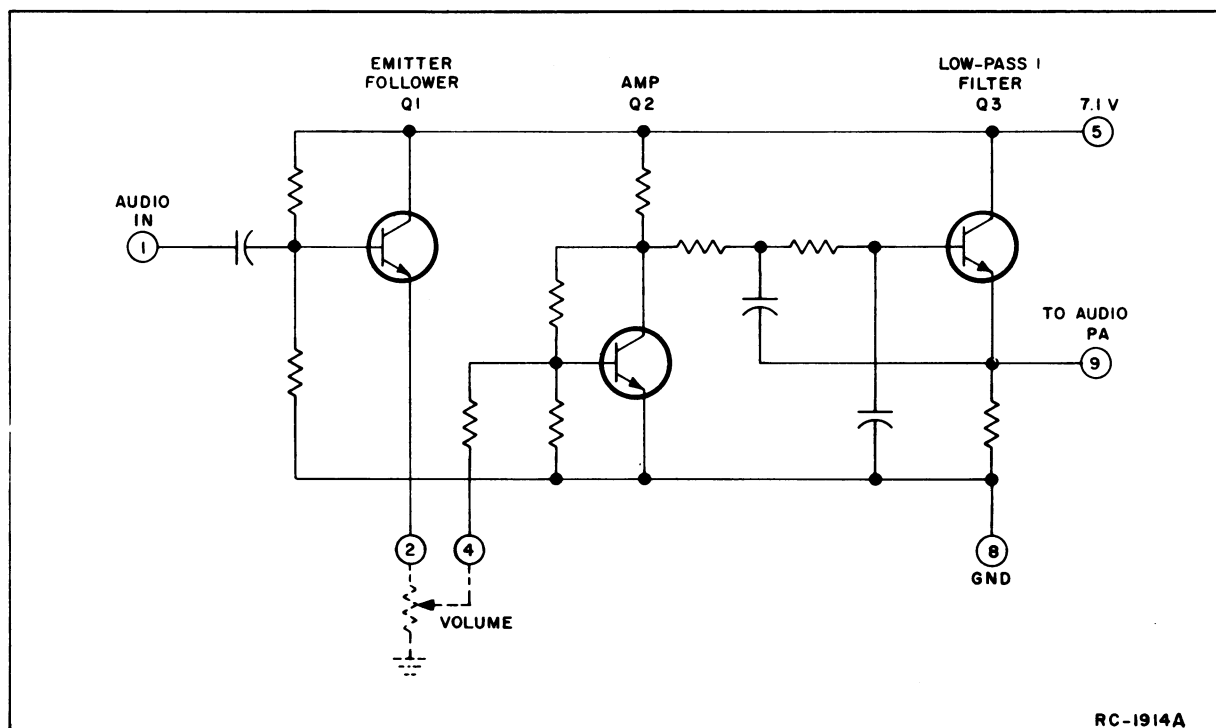 EMITTER
FOLLOWER
Q1
AMP
Q2
LOW-PASS I
FILTER
Q3
7.1 V
5
AUDIO
IN
1
TO AUDIO
PA
9
2
4
8
GND
VOLUME
RC-1914A